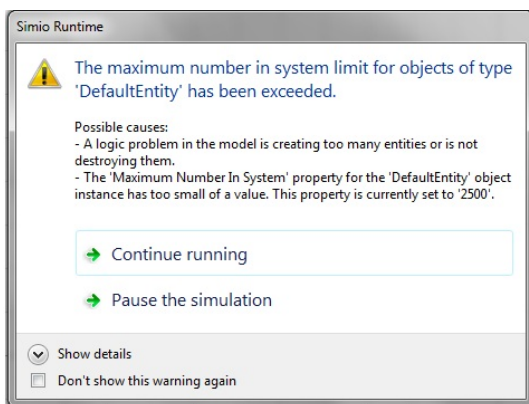 Simio Runtime
The maximum number in system limit for objects of type
'DefaultEntity' has been exceeded.
Possible causes:
- A logic problem in the model is creating too many entities or is not
destroying them.
- The 'Maximum Number In System' property for the 'DefaultEntity' object
instance has too small of a value. This property is currently set to '2500'.
Continue running
Pause the simulation
Show details
Don't show this warning again